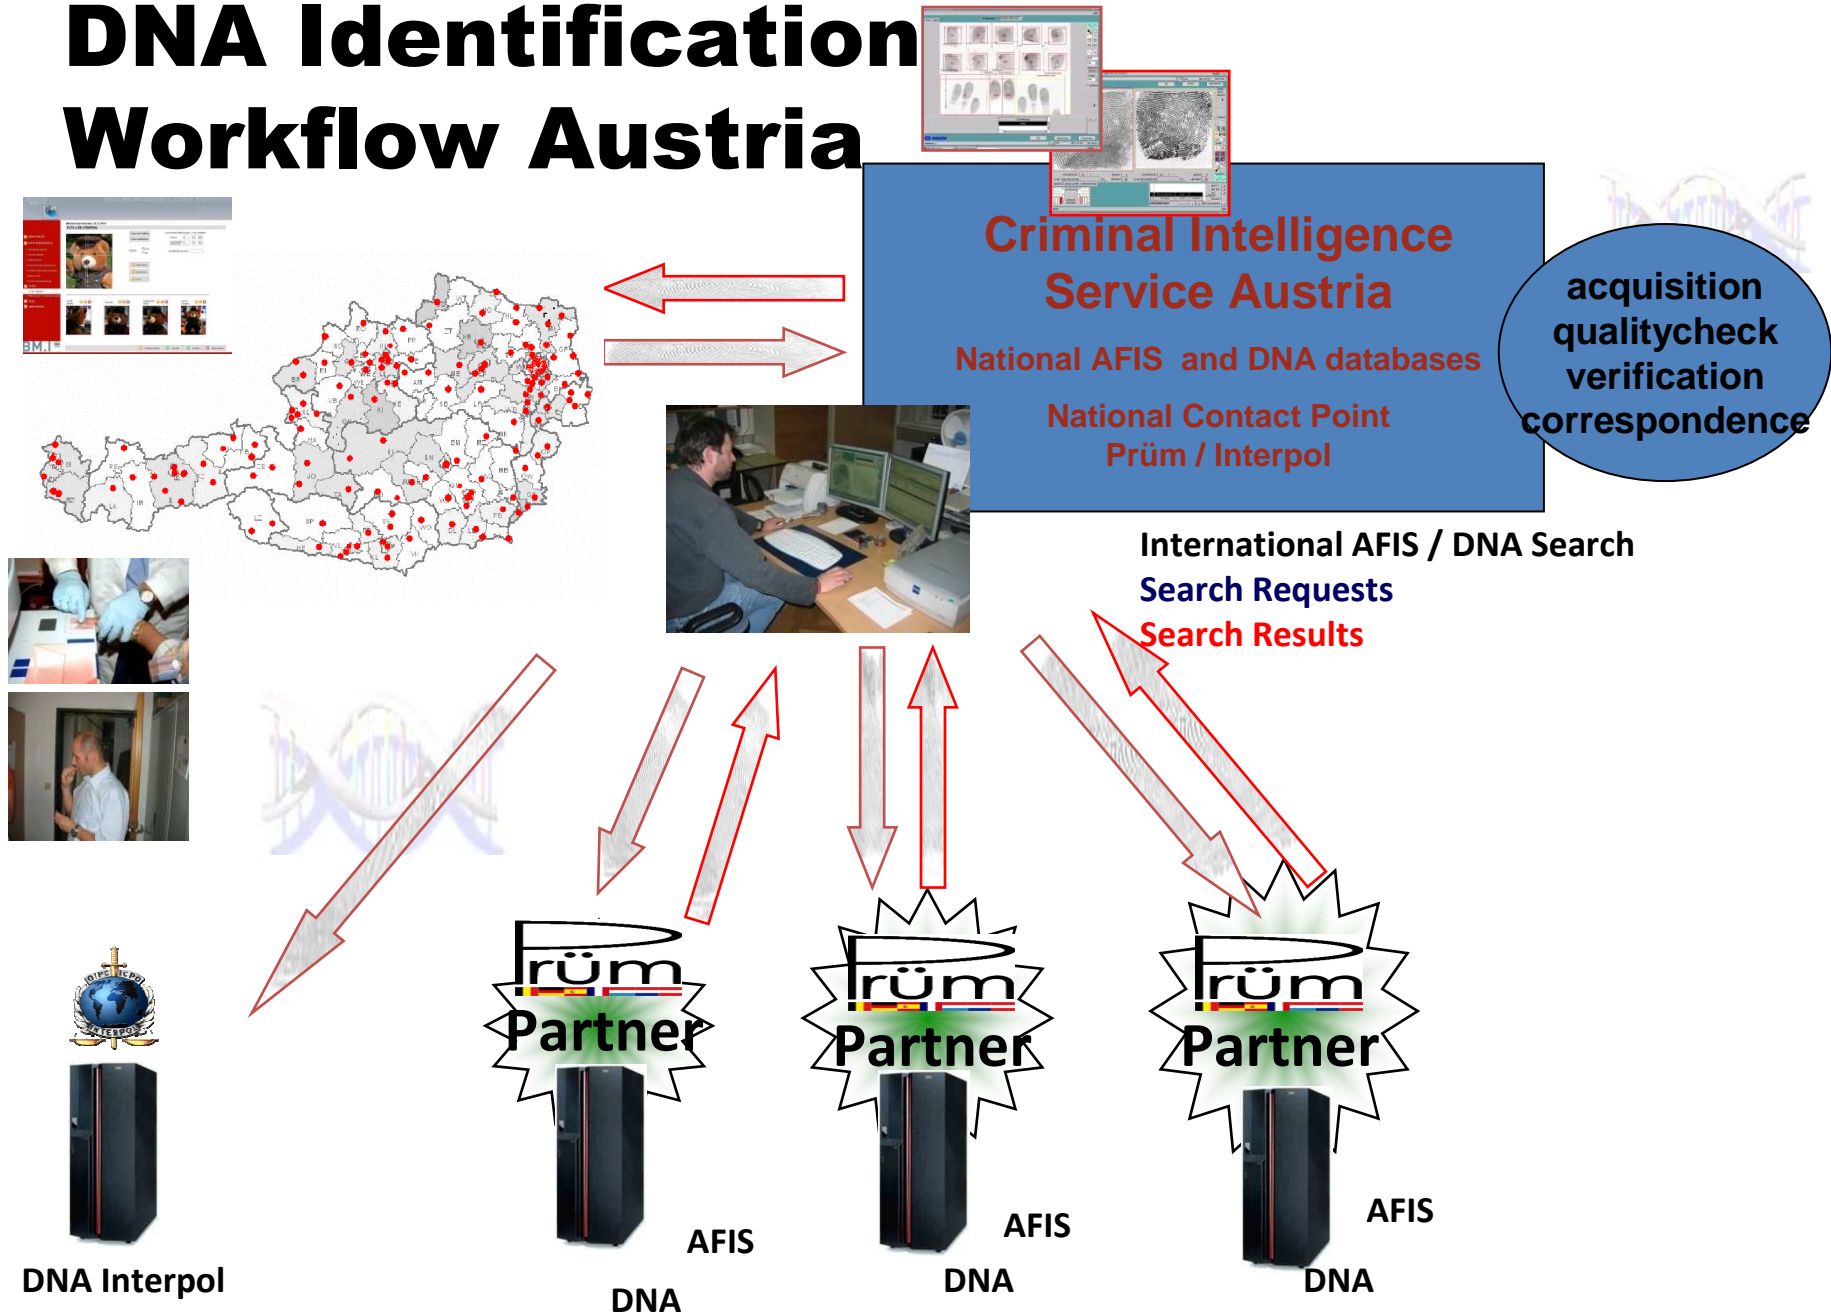 DNA Identification
Workflow Austria
Criminal Intelligence
Service Austria
National AFIS and DNA databases
National Contact Point
Prüm / Interpol
acquisition
qualitycheck
verification
correspondence
BM.I
International AFIS / DNA Search
Search Requests
Search Results
INTERPOL
Prüm
Partner
Prüm
Partner
Prüm
Partner
AFIS
DNA
AFIS
DNA
AFIS
DNA
DNA Interpol